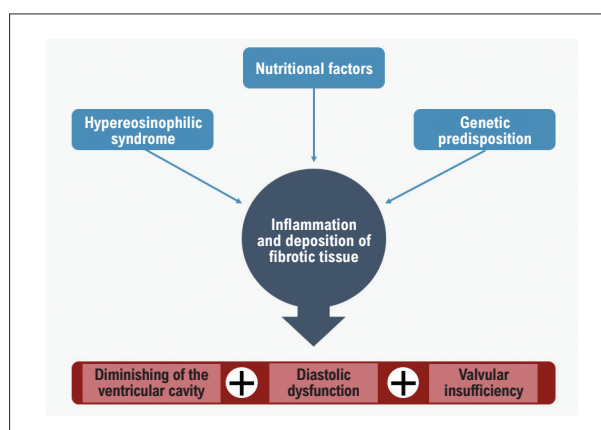 Nutritional factors
Hypereosinophilic
syndrome
Genetic
predisposition
Inflammation
and deposition of
fibrotic tissue
Diminishing of the
ventricular cavity
+
Diastolic
dysfunction
+
Valvular
insufficiency